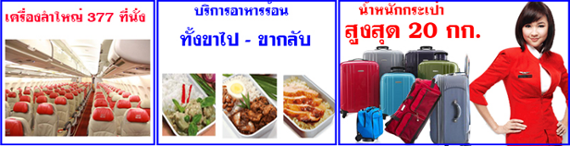 เครื่องลำใหญ่ 377 ที่นั่ง
บริการอาหารร้อน
ทั้งขาไป - ขากลับ
น้ำหนักกระเป๋า
สูงสุด 20 กก.